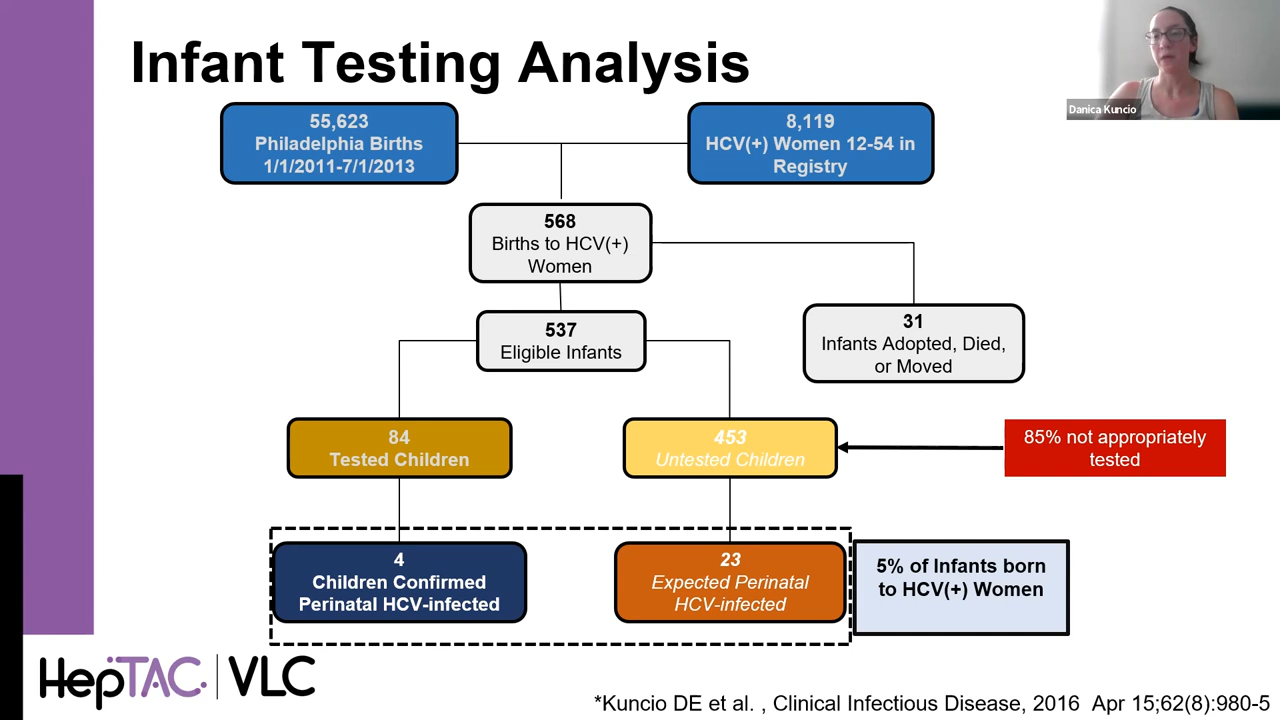 Infant Testing Analysis
Danica Kuncio
55,623
Philadelphia Births
1/1/2011-7/1/2013
8,119
HCV(+) Women 12-54 in
Registry
568
Births to HCV(+)
Women
537
Eligible Infants
31
Infants Adopted, Died,
or Moved
84
Tested Children
453
Untested Children
85% not appropriately
tested
4
Children Confirmed
Perinatal HCV-infected
23
Expected Perinatal
HCV-infected
5% of Infants born
to HCV(+) Women
HepTAC | VLC
*Kuncio DE et al. , Clinical Infectious Disease, 2016 Apr 15;62(8):980-5